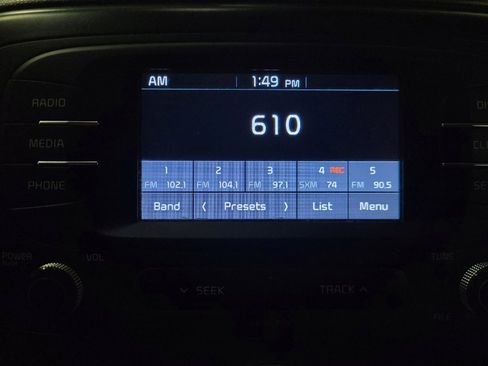 AM 1:49 PM
RADIO
610
MEDIA
1 2 3 4 REC 5
FM 102.1 FM 104.1 FM 97.1 SXM 74 FM 90.5
PHONE
Band < Presets > List Menu
POWER VOL
TUNE
SEEK TRACK
FILE